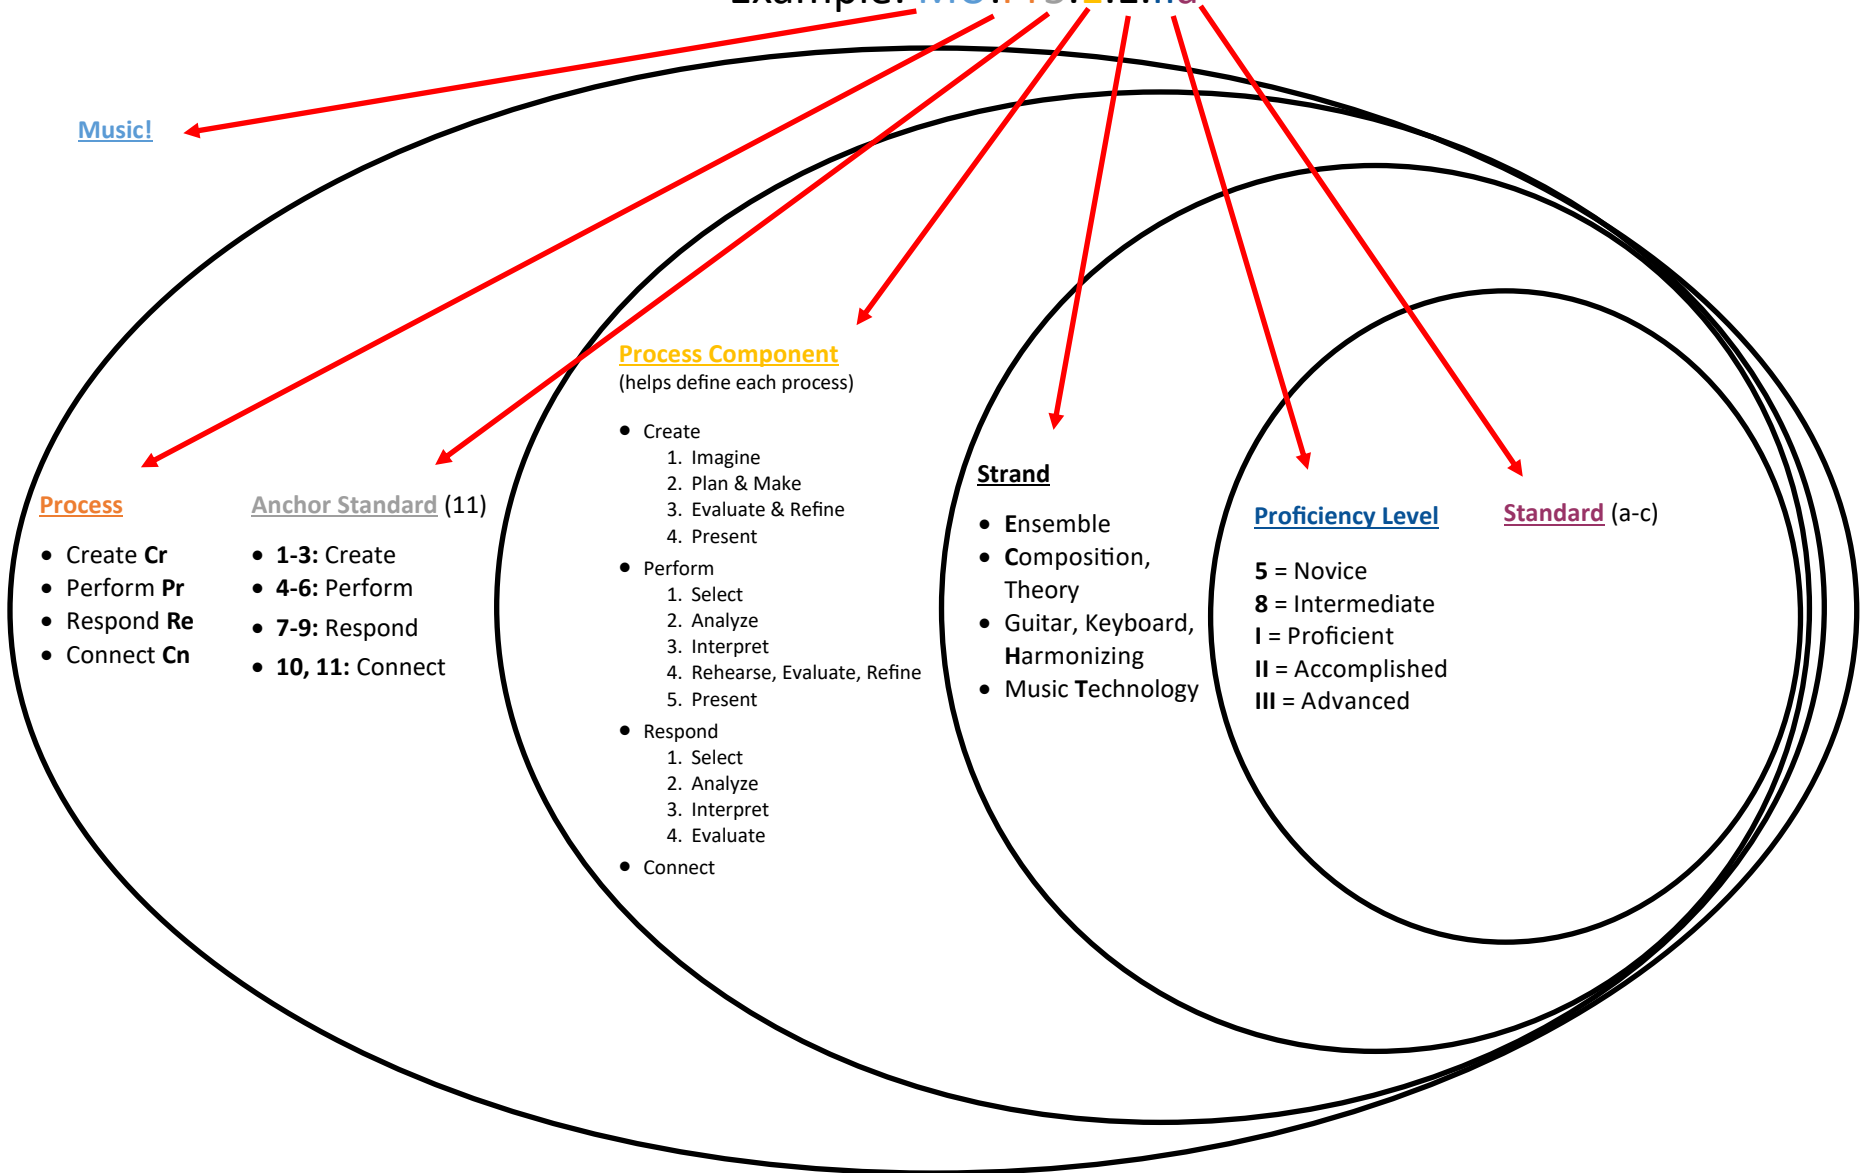 Example:
Music!
Process
• Create Cr
• Perform Pr
• Respond Re
• Connect Cn
Anchor Standard (11)
• 1-3: Create
• 4-6: Perform
• 7-9: Respond
• 10, 11: Connect
Process Component
(helps define each process)
• Create
1. Imagine
2. Plan & Make
3. Evaluate & Refine
4. Present
• Perform
1. Select
2. Analyze
3. Interpret
4. Rehearse, Evaluate, Refine
5. Present
• Respond
1. Select
2. Analyze
3. Interpret
4. Evaluate
• Connect
Strand
• Ensemble
• Composition,
Theory
• Guitar, Keyboard,
Harmonizing
• Music Technology
Proficiency Level
5 = Novice
8 = Intermediate
I = Proficient
II = Accomplished
III = Advanced
Standard (a-c)